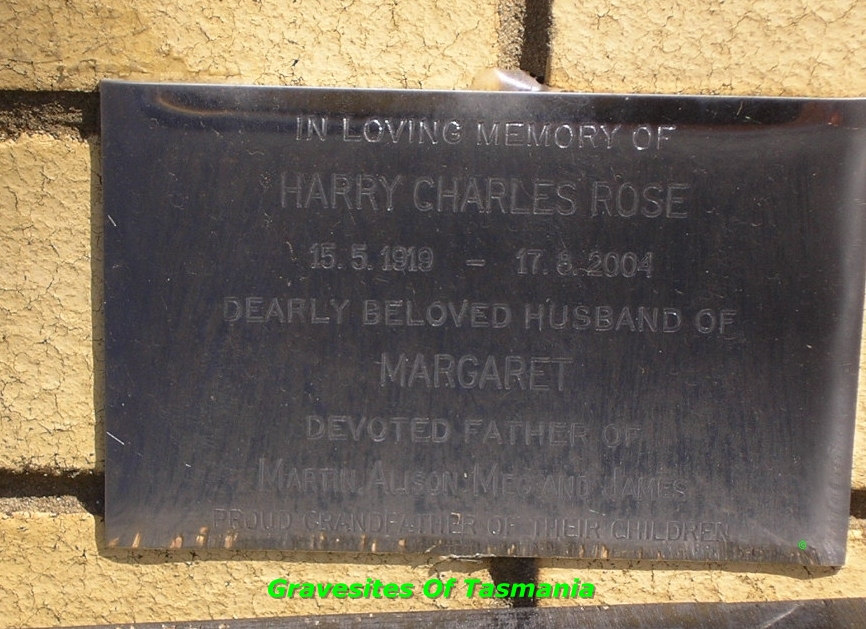 IN LOVING MEMORY OF
HARRY CHARLES ROSE
15.5.1919 - 17.8.2004
DEARLY BELOVED HUSBAND OF
MARGARET
DEVOTED FATHER OF
MARTIN, ALISON, MEG AND JAMES
PROUD GRANDFATHER OF THEIR CHILDREN
Gravesites Of Tasmania